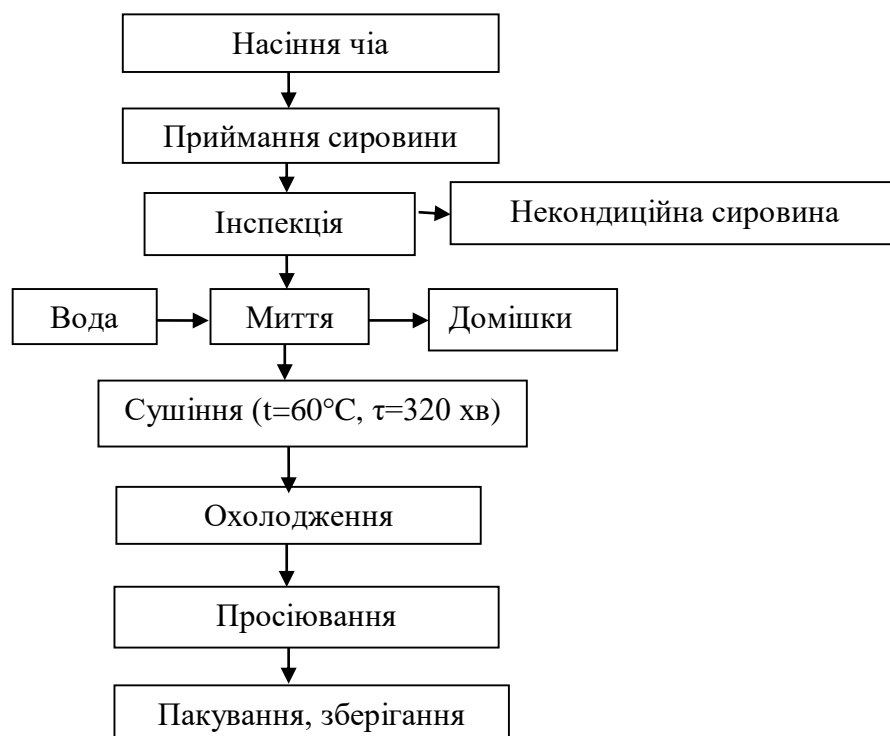 Насіння чіа
Приймання сировини
Інспекція
Некондиційна сировина
Вода
Миття
Домішки
Сушіння (t=60°С, τ=320 хв)
Охолодження
Просіювання
Пакування, зберігання